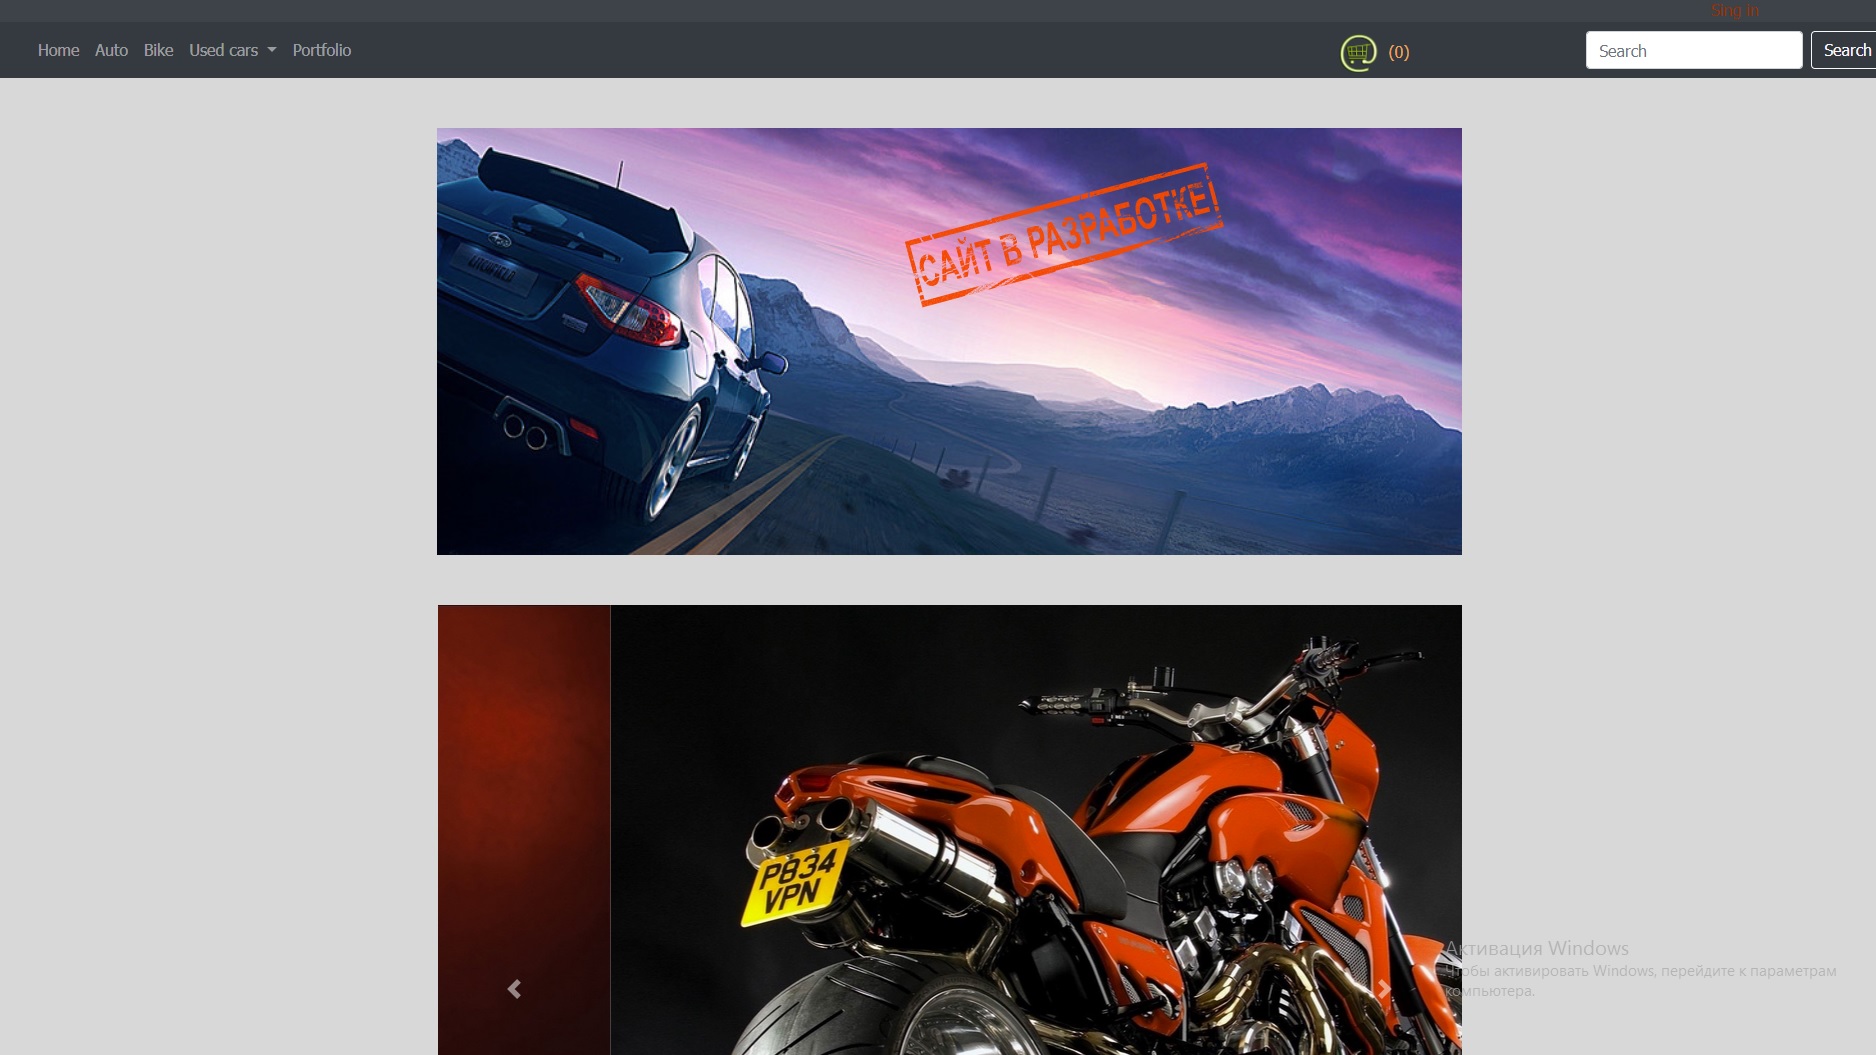 Sing in
Home Auto Bike Used cars Portfolio (0) Search Search
САЙТ В РАЗРАБОТКЕ!
P834
VPN
Активация Windows
Чтобы активировать Windows, перейдите к параметрам
компьютера.